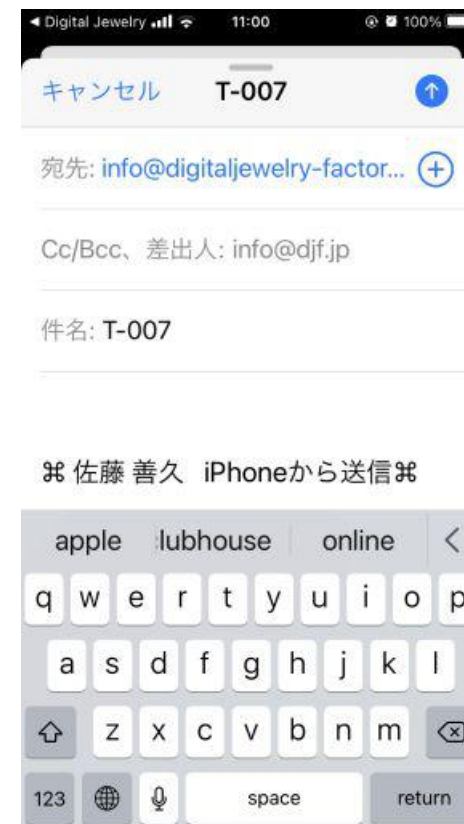 ◀ Digital Jewelry 11:00 100%
キャンセル T-007
宛先: info@digitaljewelry-factor...
Cc/Bcc、差出人: info@djf.jp
件名: T-007
⌘ 佐藤 善久 iPhoneから送信⌘
apple lubhouse online
q w e r t y u i o p
a s d f g h j k l
z x c v b n m
123 space return